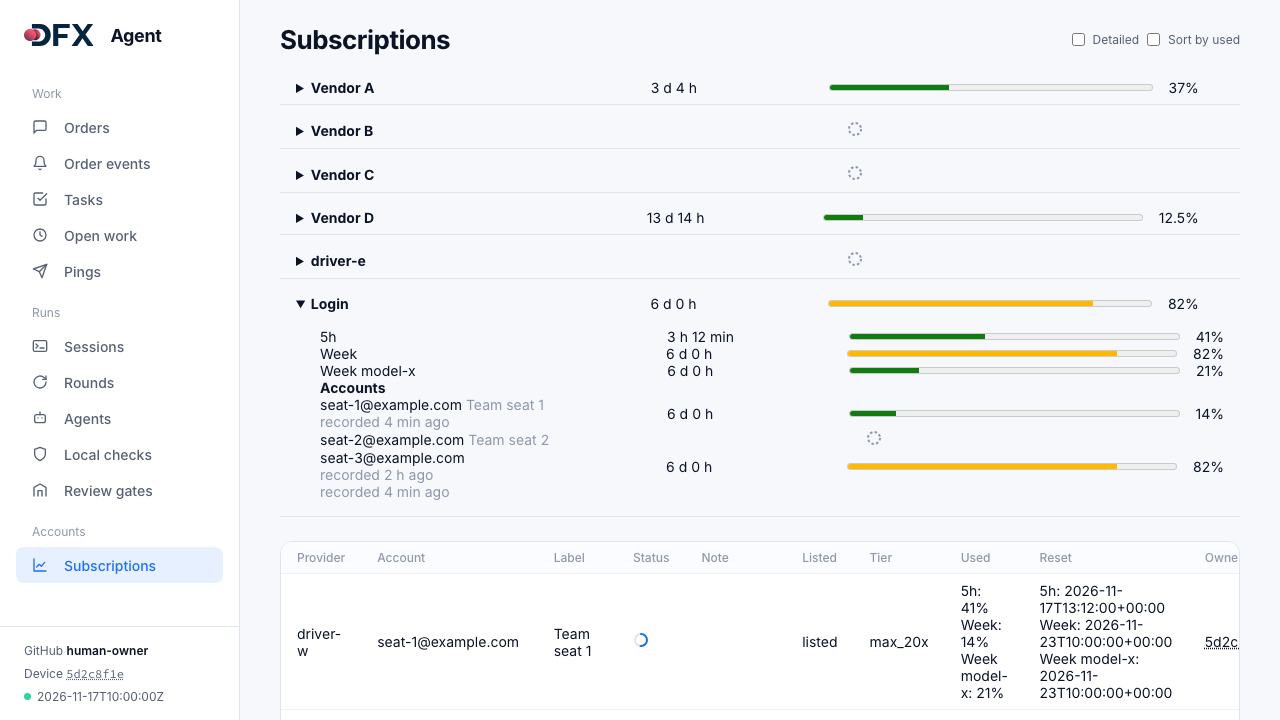 DFX Agent
Work
Orders
Order events
Tasks
Open work
Pings
Runs
Sessions
Rounds
Agents
Local checks
Review gates
Accounts
Subscriptions
GitHub human-owner
Device 5d2c8f1e
2026-11-17T10:00:00Z
Subscriptions
Detailed Sort by used
Vendor A 3 d 4 h 37%
Vendor B
Vendor C
Vendor D 13 d 14 h 12.5%
driver-e
Login 6 d 0 h 82%
5h 3 h 12 min 41%
Week 6 d 0 h 82%
Week model-x 6 d 0 h 21%
Accounts
seat-1@example.com Team seat 1 6 d 0 h 14%
recorded 4 min ago
seat-2@example.com Team seat 2
seat-3@example.com 6 d 0 h 82%
recorded 2 h ago
recorded 4 min ago
Provider Account Label Status Note Listed Tier Used Reset Owne
driver-
w
seat-1@example.com
Team
seat 1
listed
max_20x
5h:
41%
Week:
14%
Week
model-
x: 21%
5h: 2026-11-
17T13:12:00+00:00
Week: 2026-11-
23T10:00:00+00:00
Week model-x:
2026-11-
23T10:00:00+00:00
5d2c